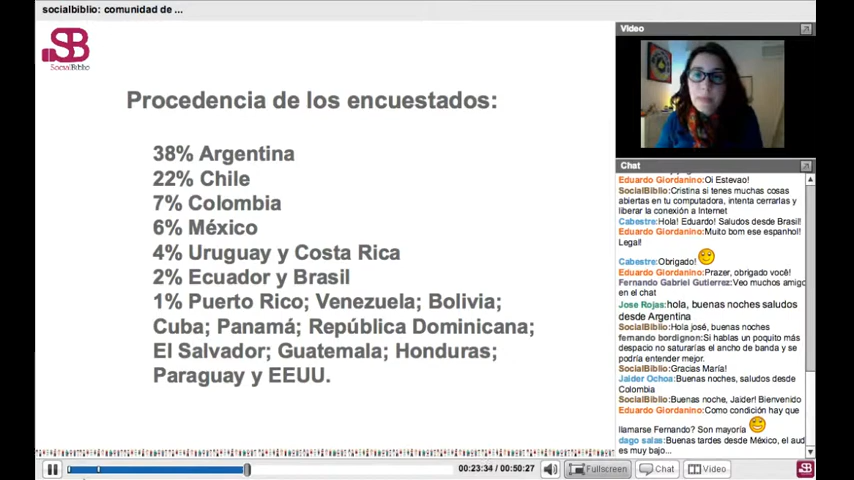 socialbiblio: comunidad de ...
SB
SocialBiblio
Procedencia de los encuestados:
38% Argentina
22% Chile
7% Colombia
6% México
4% Uruguay y Costa Rica
2% Ecuador y Brasil
1% Puerto Rico; Venezuela; Bolivia;
Cuba; Panamá; República Dominicana;
El Salvador; Guatemala; Honduras;
Paraguay y EEUU.
Video
Chat
Eduardo Giordanino:Oi Estevao!
SocialBiblio:Cristina si tenes muchas cosas
abiertas en tu computadora, intenta cerrarlas y
liberar la conexión a Internet
Cabestre:Hola! Eduardo! Saludos desde Brasil!
Eduardo Giordanino:Muito bom ese espanhol!
Legal!
Cabestre:Obrigado!
Eduardo Giordanino:Prazer, obrigado você!
Fernando Gabriel Gutierrez:Veo muchos amigo
en el chat
Jose Rojas:hola, buenas noches saludos
desde Argentina
SocialBiblio:Hola josé, buenas noches
fernando bordignon:Si hablas un poquito más
despacio no saturarías el ancho de banda y se
podría entender mejor.
SocialBiblio:Gracias María!
Jaider Ochoa:Buenas noches, saludos desde
Colombia
SocialBiblio:Buenas noche, Jaider! Bienvenido
Eduardo Giordanino:Como condición hay que
llamarse Fernando? Son mayoría
dago salas:Buenas tardes desde México, el aud
es muy bajo...
00:23:34 / 00:50:27
Fullscreen
Chat
Video
SB